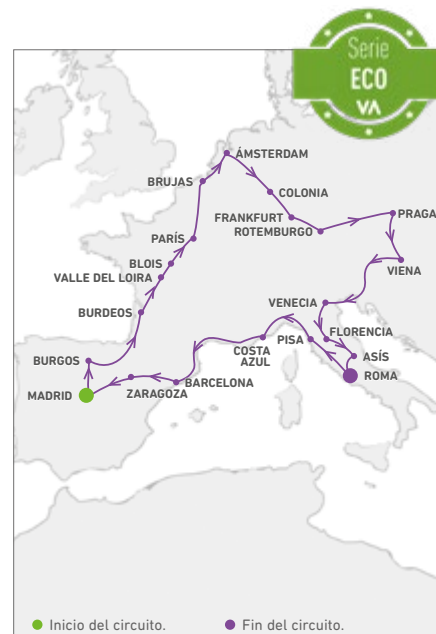 Serie
ECO
VA
ÁMSTERDAM
BRUJAS
COLONIA
FRANKFURT
ROTEMBURGO
PRAGA
PARÍS
BLOIS
VALLE DEL LOIRA
VIENA
BURDEOS
VENECIA
FLORENCIA
PISA
COSTA
AZUL
ASÍS
BURGOS
ROMA
BARCELONA
MADRID
ZARAGOZA
Inicio del circuito.
Fin del circuito.